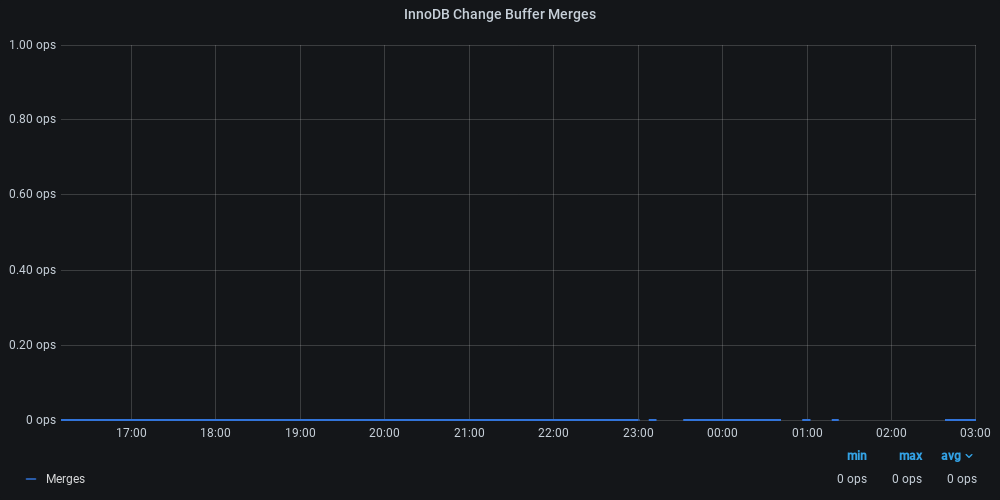 InnoDB Change Buffer Merges
1.00 ops
0.80 ops
0.60 ops
0.40 ops
0.20 ops
0 ops
17:00 18:00 19:00 20:00 21:00 22:00 23:00 00:00 01:00 02:00 03:00
min max avg
Merges 0 ops 0 ops 0 ops